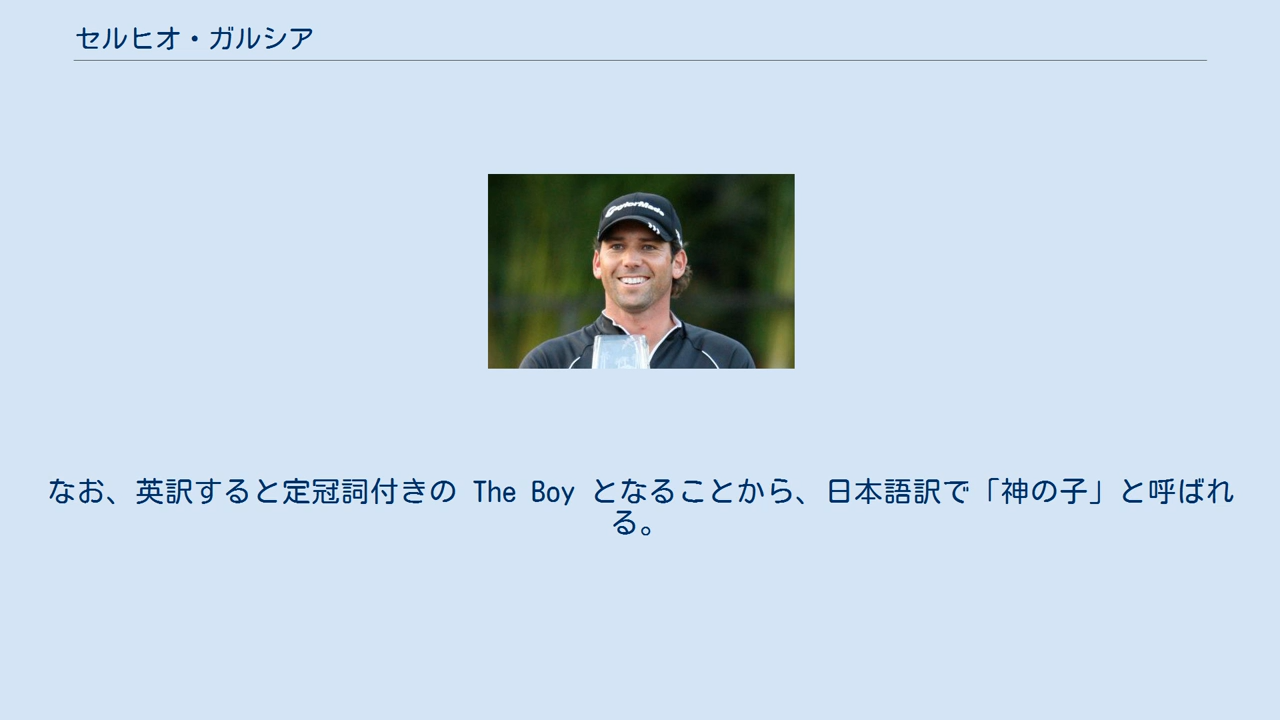 セルヒオ・ガルシア
TaylorMade
なお、英訳すると定冠詞付きの The Boy となることから、日本語訳で「神の子」と呼ばれ
る。